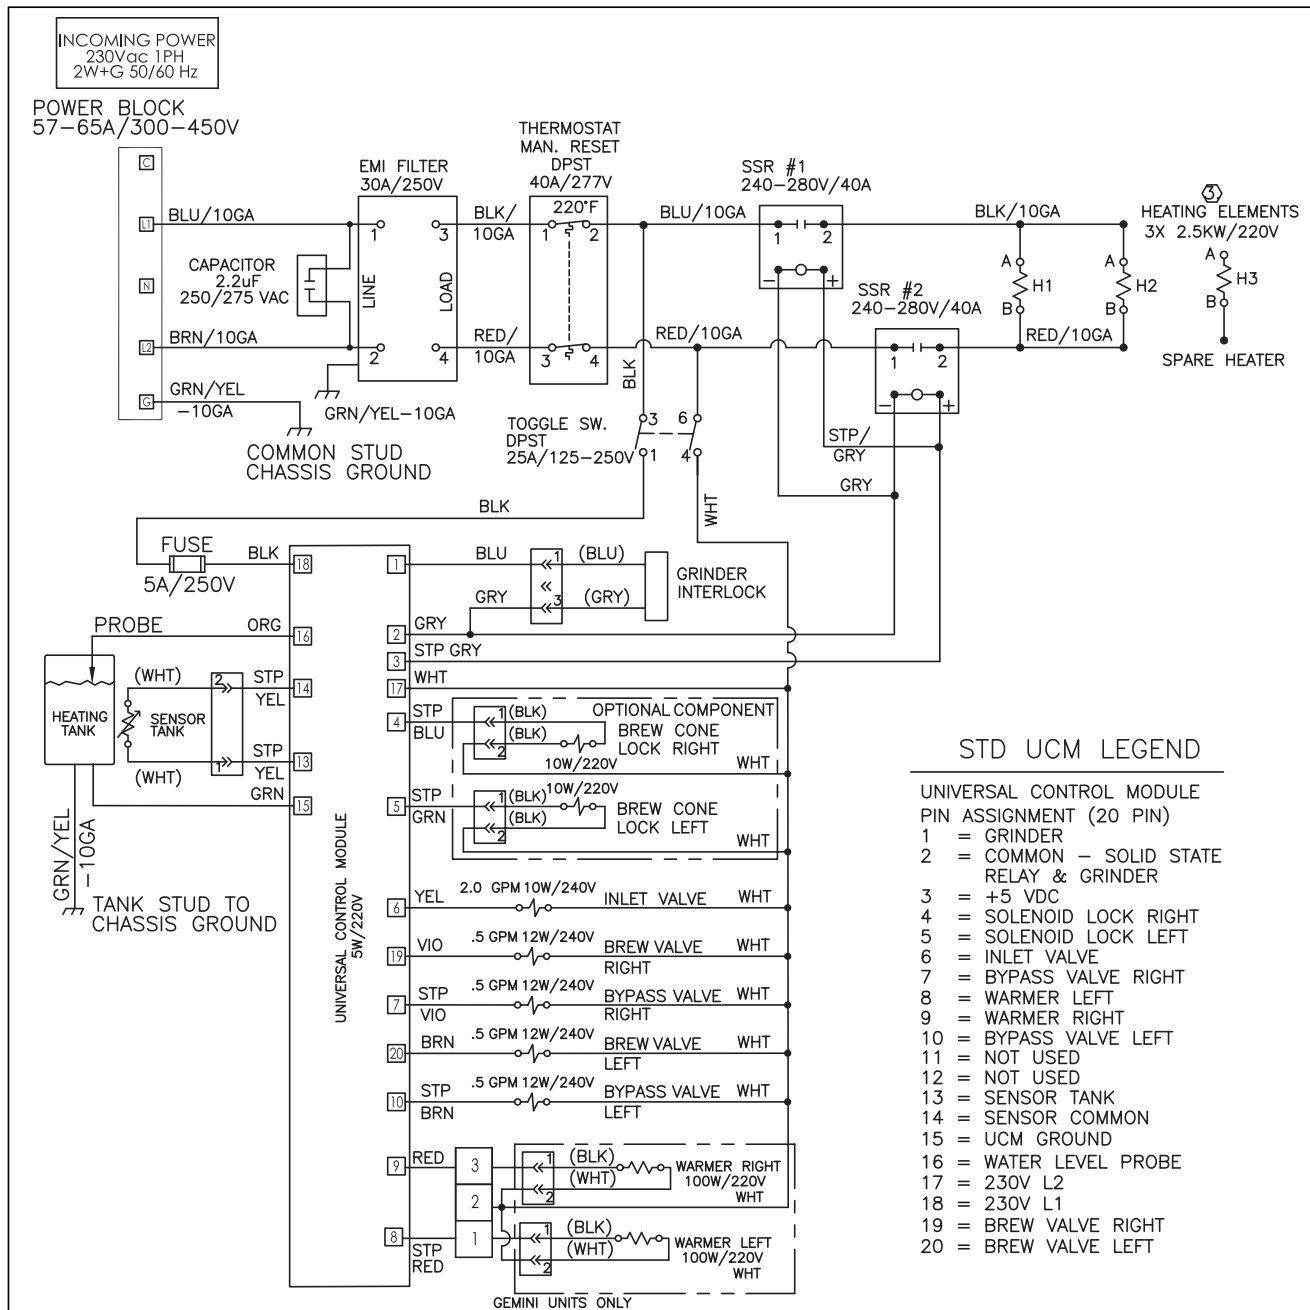 INCOMING POWER
230Vac 1PH
2W+G 50/60 Hz
POWER BLOCK
57-65A/300-450V
C
L1
N
L2
G
BLU/10GA
BRN/10GA
GRN/YEL
-10GA
CAPACITOR
2.2uF
250/275 VAC
COMMON STUD
CHASSIS GROUND
EMI FILTER
30A/250V
1
2
3
4
LINE
LOAD
GRN/YEL-10GA
BLK/
10GA
RED/
10GA
THERMOSTAT
MAN. RESET
DPST
40A/277V
220°F
1
2
3
4
BLU/10GA
RED/10GA
BLK
SSR #1
240-280V/40A
1
2
-
+
SSR #2
240-280V/40A
1
2
-
+
BLK/10GA
RED/10GA
3
HEATING ELEMENTS
3X 2.5KW/220V
A
H1
B
A
H2
B
A
H3
B
SPARE HEATER
TOGGLE SW.
DPST
25A/125-250V
3
6
1
4
STP/
GRY
GRY
BLK
WHT
FUSE
5A/250V
BLK
18
PROBE
ORG
16
HEATING
TANK
(WHT)
SENSOR
TANK
(WHT)
2
1
STP
YEL
14
STP
YEL
13
GRN
15
GRN/YEL
-10GA
TANK STUD TO
CHASSIS GROUND
UNIVERSAL CONTROL MODULE
5W/220V
1
BLU
1
(BLU)
GRY
3
(GRY)
GRINDER
INTERLOCK
2
GRY
3
STP GRY
17
WHT
4
STP
BLU
OPTIONAL COMPONENT
1
(BLK)
2
(BLK)
BREW CONE
LOCK RIGHT
10W/220V
WHT
5
STP
GRN
10W/220V
1
(BLK)
2
(BLK)
BREW CONE
LOCK LEFT
WHT
6
YEL
2.0 GPM 10W/240V
INLET VALVE
WHT
19
VIO
.5 GPM 12W/240V
BREW VALVE
RIGHT
WHT
7
STP
VIO
.5 GPM 12W/240V
BYPASS VALVE
RIGHT
WHT
20
BRN
.5 GPM 12W/240V
BREW VALVE
LEFT
WHT
10
STP
BRN
.5 GPM 12W/240V
BYPASS VALVE
LEFT
WHT
9
RED
3
2
1
1
(BLK)
(WHT)
2
WARMER RIGHT
100W/220V
WHT
8
STP
RED
1
(BLK)
(WHT)
2
WARMER LEFT
100W/220V
WHT
GEMINI UNITS ONLY
STD UCM LEGEND
UNIVERSAL CONTROL MODULE
PIN ASSIGNMENT (20 PIN)
1 = GRINDER
2 = COMMON - SOLID STATE
RELAY & GRINDER
3 = +5 VDC
4 = SOLENOID LOCK RIGHT
5 = SOLENOID LOCK LEFT
6 = INLET VALVE
7 = BYPASS VALVE RIGHT
8 = WARMER LEFT
9 = WARMER RIGHT
10 = BYPASS VALVE LEFT
11 = NOT USED
12 = NOT USED
13 = SENSOR TANK
14 = SENSOR COMMON
15 = UCM GROUND
16 = WATER LEVEL PROBE
17 = 230V L2
18 = 230V L1
19 = BREW VALVE RIGHT
20 = BREW VALVE LEFT